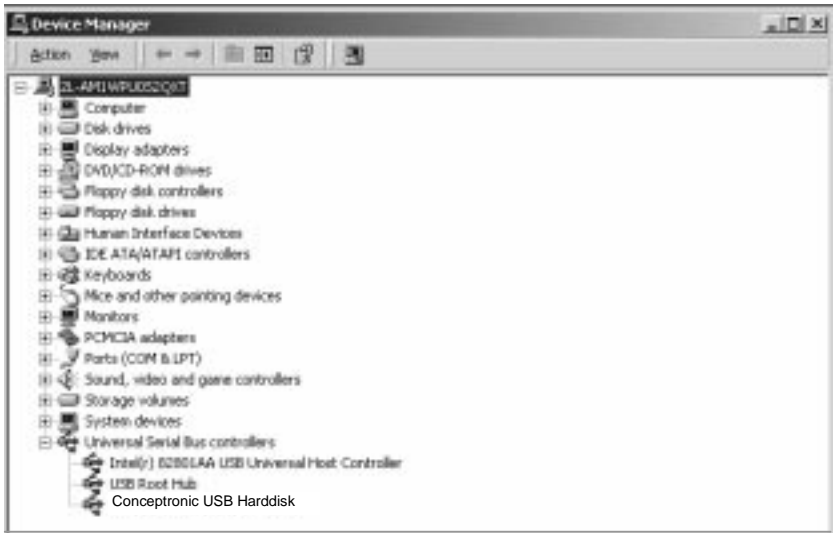 Device Manager
Action View
ZL-AM1WPU052QXT
Computer
Disk drives
Display adapters
DVD/CD-ROM drives
Floppy disk controllers
Floppy disk drives
Human Interface Devices
IDE ATA/ATAPI controllers
Keyboards
Mice and other pointing devices
Monitors
PCMCIA adapters
Ports (COM & LPT)
Sound, video and game controllers
Storage volumes
System devices
Universal Serial Bus controllers
Intel(r) 82801AA USB Universal Host Controller
USB Root Hub
Conceptronic USB Harddisk